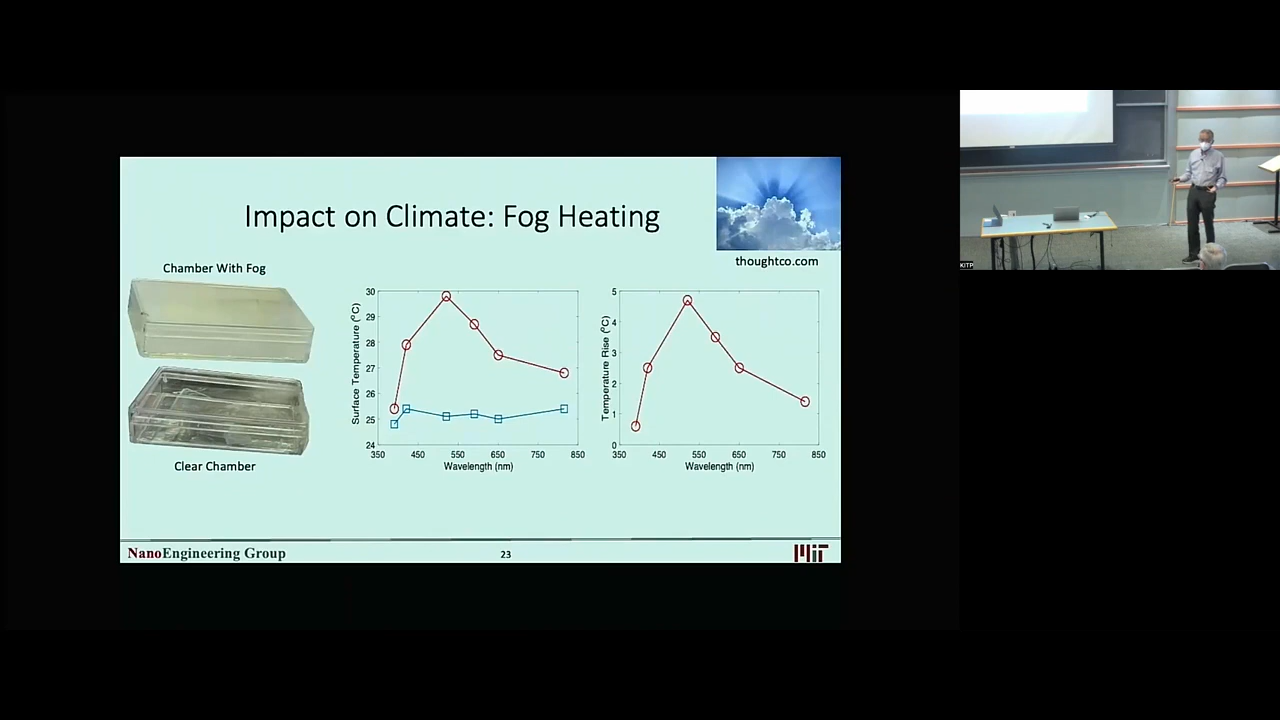 Impact on Climate: Fog Heating
thoughtco.com
Chamber With Fog
Clear Chamber
Surface Temperature (°C)
30
29
28
27
26
25
24
350
450
550
650
750
850
Wavelength (nm)
Temperature Rise (°C)
5
4
3
2
1
0
350
450
550
650
750
850
Wavelength (nm)
NanoEngineering Group
23
MIT
KITP